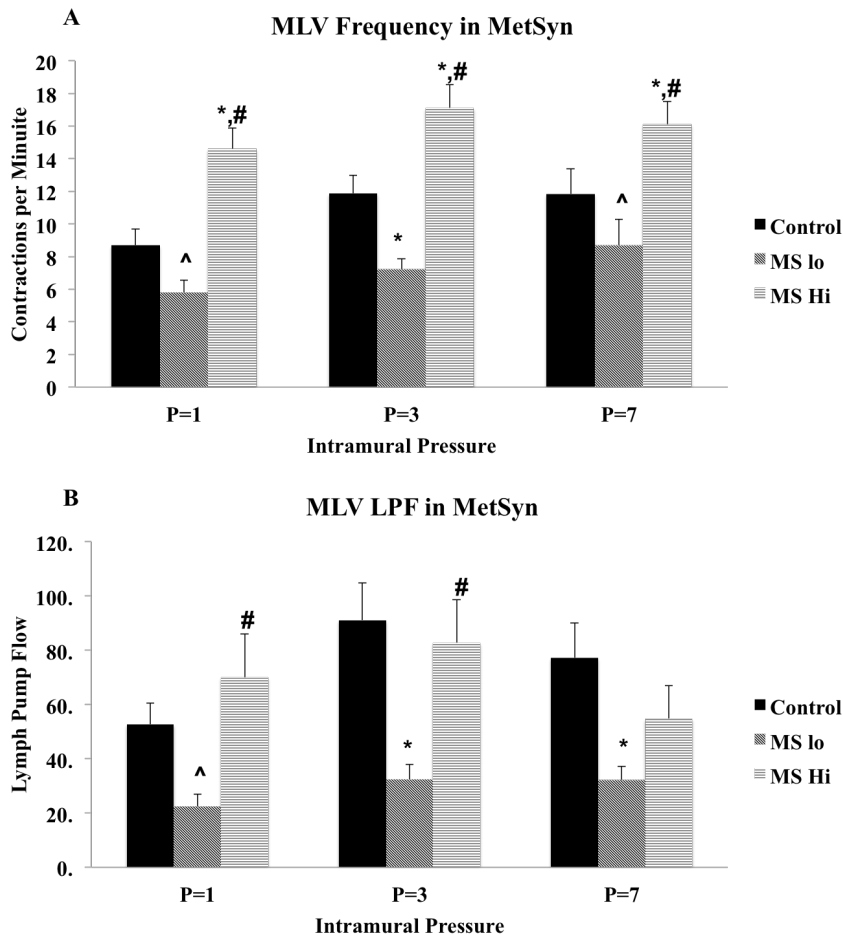 A
MLV Frequency in MetSyn
Contractions per Minuite
20
18
16
14
12
10
8
6
4
2
0
*,#
^
*,#
*
*,#
^
P=1
P=3
P=7
Intramural Pressure
Control
MS lo
MS Hi
B
MLV LPF in MetSyn
Lymph Pump Flow
120.
100.
80.
60.
40.
20.
0.
#
^
#
*
*
P=1
P=3
P=7
Intramural Pressure
Control
MS lo
MS Hi